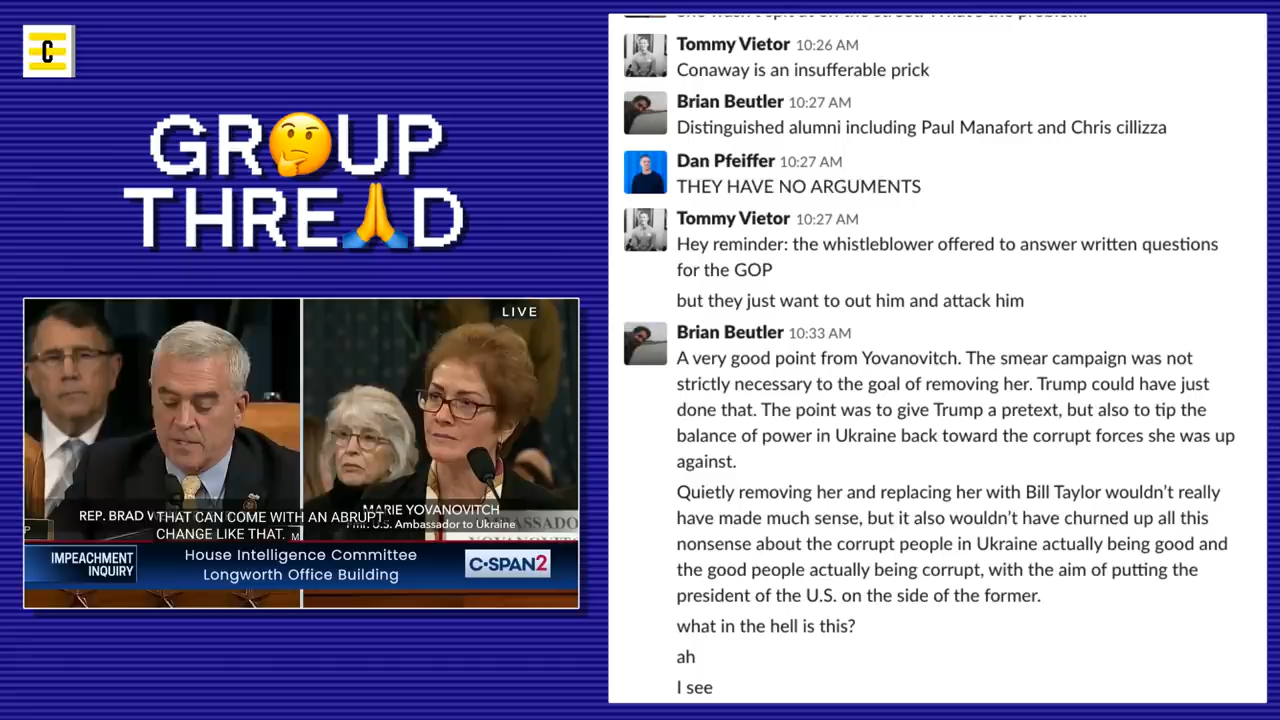 C
GR🤔UP
THRE🙏D
LIVE
REP. BRAD W
THAT CAN COME WITH AN ABRUPT
CHANGE LIKE THAT.
MARIE YOVANOVITCH
Ambassador to Ukraine
IMPEACHMENT
INQUIRY
House Intelligence Committee
Longworth Office Building
C-SPAN2
Tommy Vietor 10:26 AM
Conaway is an insufferable prick
Brian Beutler 10:27 AM
Distinguished alumni including Paul Manafort and Chris cillizza
Dan Pfeiffer 10:27 AM
THEY HAVE NO ARGUMENTS
Tommy Vietor 10:27 AM
Hey reminder: the whistleblower offered to answer written questions
for the GOP
but they just want to out him and attack him
Brian Beutler 10:33 AM
A very good point from Yovanovitch. The smear campaign was not
strictly necessary to the goal of removing her. Trump could have just
done that. The point was to give Trump a pretext, but also to tip the
balance of power in Ukraine back toward the corrupt forces she was up
against.
Quietly removing her and replacing her with Bill Taylor wouldn't really
have made much sense, but it also wouldn't have churned up all this
nonsense about the corrupt people in Ukraine actually being good and
the good people actually being corrupt, with the aim of putting the
president of the U.S. on the side of the former.
what in the hell is this?
ah
I see